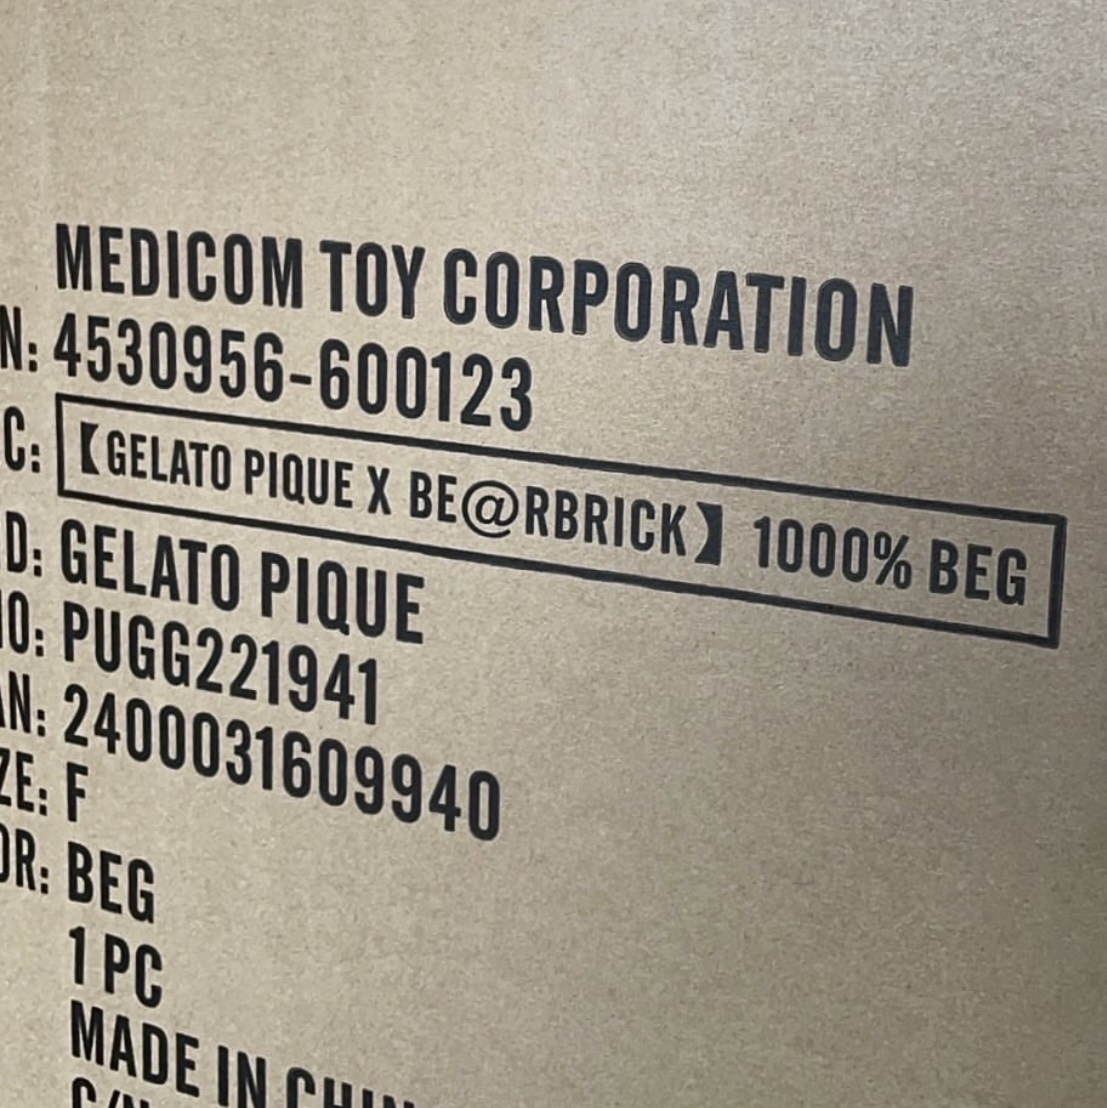 MEDICOM TOY CORPORATION
N: 4530956-600123
C: 【GELATO PIQUE X BE@RBRICK】 1000% BEG
D: GELATO PIQUE
O: PUGG221941
AN: 2400031609940
ZE: F
OR: BEG
1 PC
MADE IN CHIN